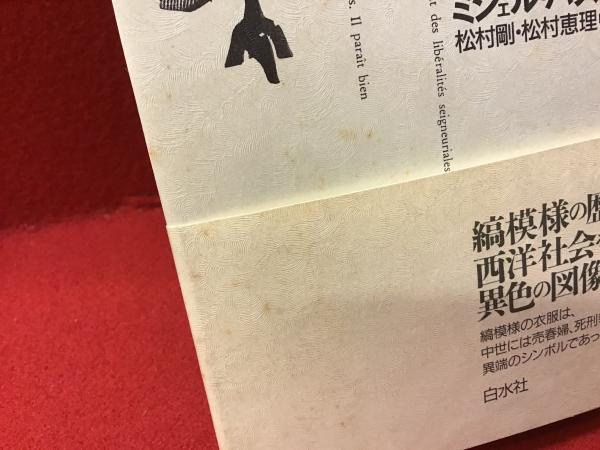 ミシェル・パス
松村剛・松村恵理
t des libéralités seigneuriales
s. Il paraît bien
縞模様の歴
西洋社会
異色の図像
縞模様の衣服は、
中世には売春婦、死刑
異端のシンボルであっ
白水社